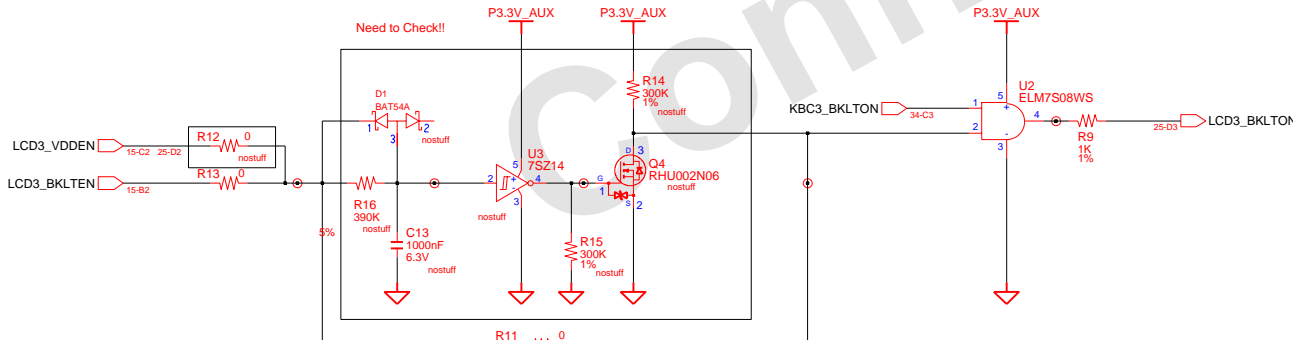 P3.3V_AUX
P3.3V_AUX
P3.3V_AUX
Need to Check!!
D1
BAT54A
1
2
3
nostuff
R14
300K
1%
nostuff
U2
ELM7S08WS
5
+
KBC3_BKLTON
34-C3
1
2
4
-
3
R9
1K
1%
25-D3
LCD3_BKLTON
LCD3_VDDEN
15-C2 25-D2
R12 0
nostuff
LCD3_BKLTEN
15-B2
R13 0
R16
390K
nostuff
5%
C13
1000nF
6.3V
nostuff
U3
7SZ14
5
2
+
-
4
3
nostuff
R15
300K
1%
nostuff
D 3
Q4
RHU002N06
nostuff
G
1
S
2
R11 0